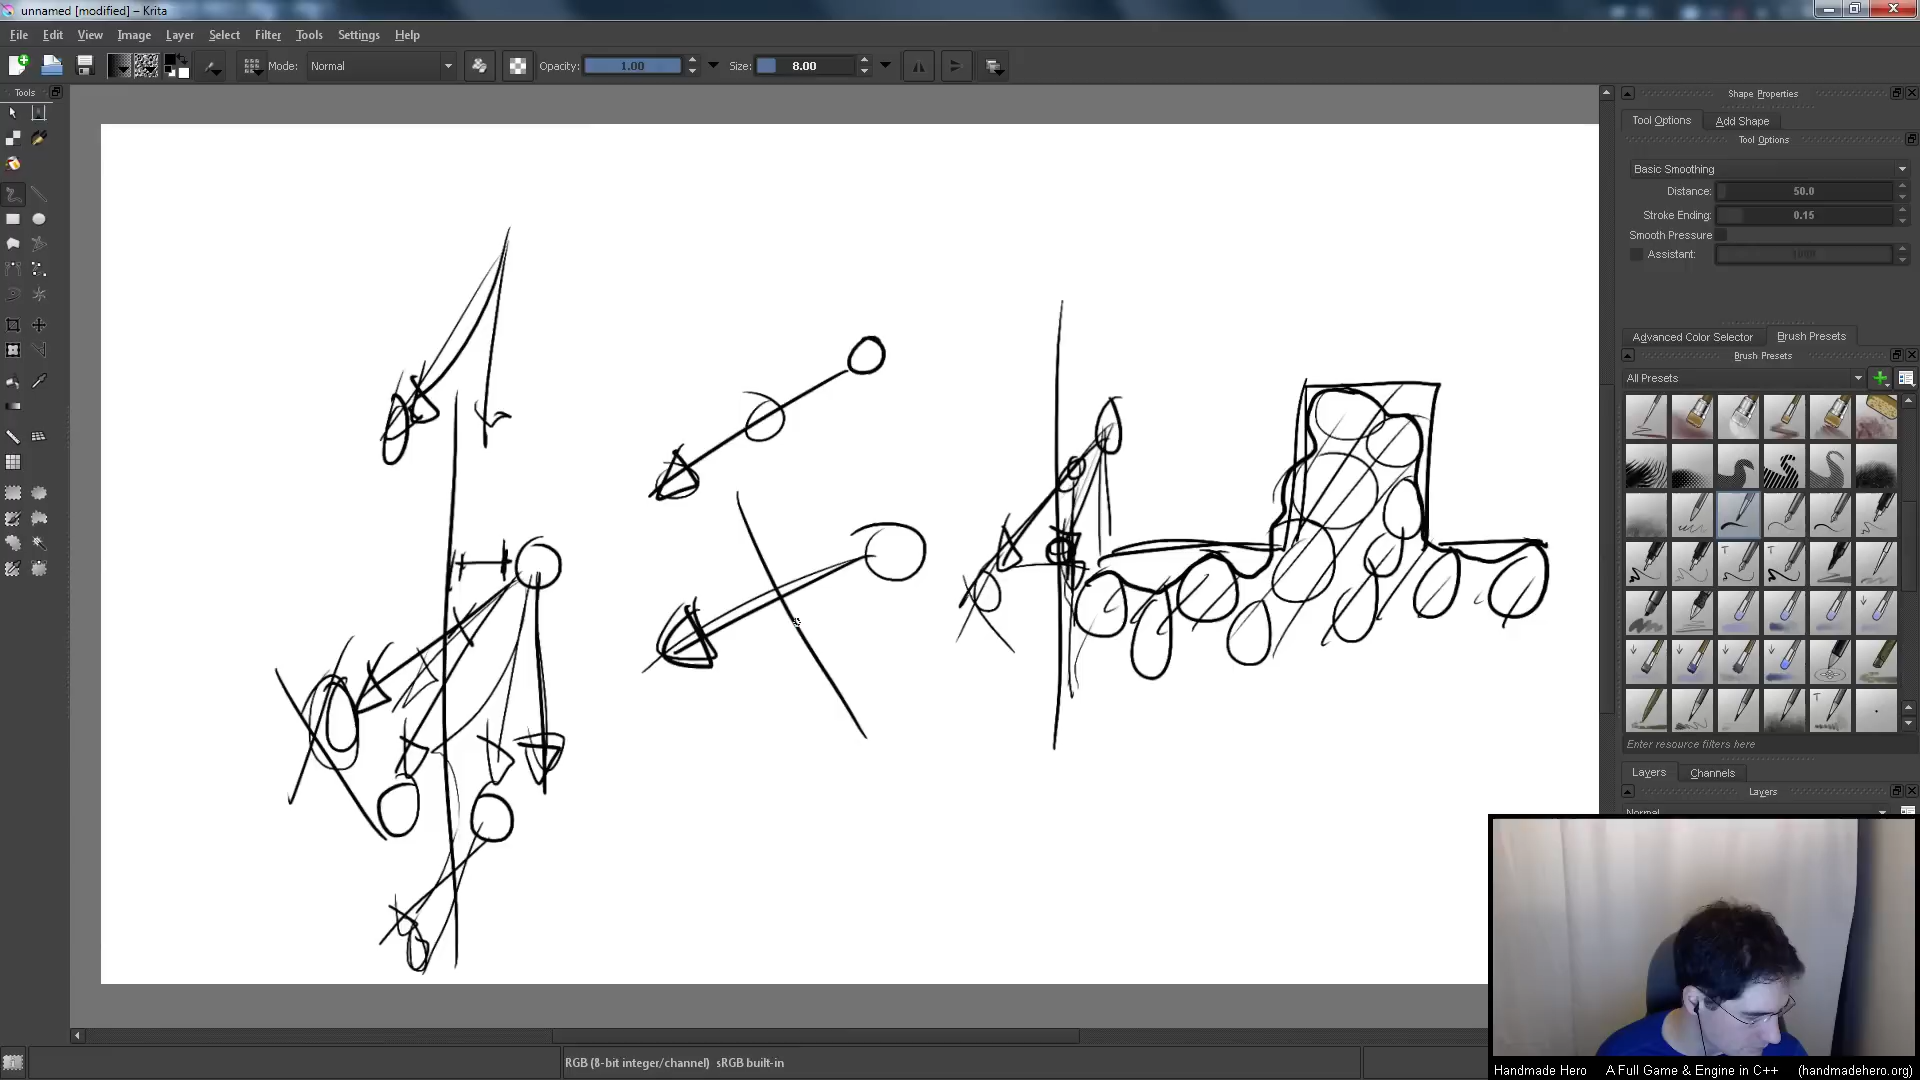 unnamed [modified] – Krita
File Edit View Image Layer Select Filter Tools Settings Help
Mode: Normal Opacity: 1.00 Size: 8.00
Tools
Shape Properties
Tool Options Add Shape
Tool Options
Basic Smoothing
Distance: 50.0
Stroke Ending: 0.15
Smooth Pressure
Assistant:
Advanced Color Selector Brush Presets
Brush Presets
All Presets
Enter resource filters here
Layers Channels
Layers
Normal
RGB (8-bit integer/channel) sRGB built-in
Handmade Hero A Full Game & Engine in C++ (handmadehero.org)